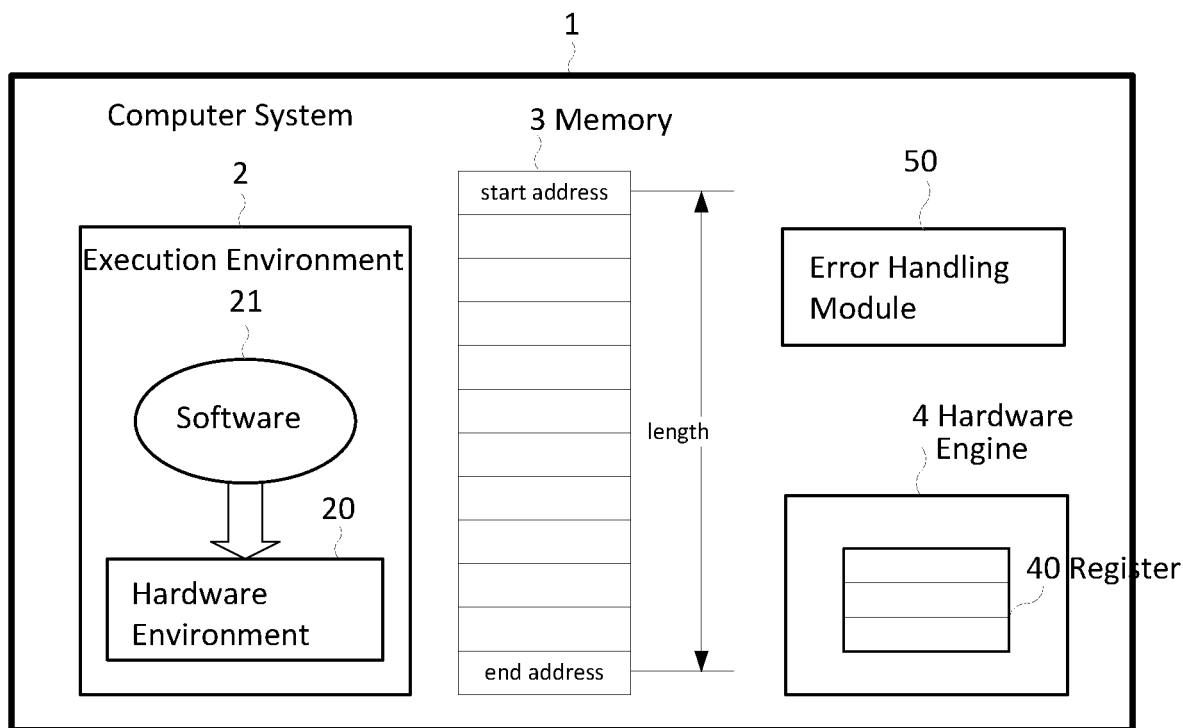 1
Computer System
2
Execution Environment
21
Software
20
Hardware
Environment
3 Memory
start address
length
end address
50
Error Handling
Module
4 Hardware
Engine
40 Register